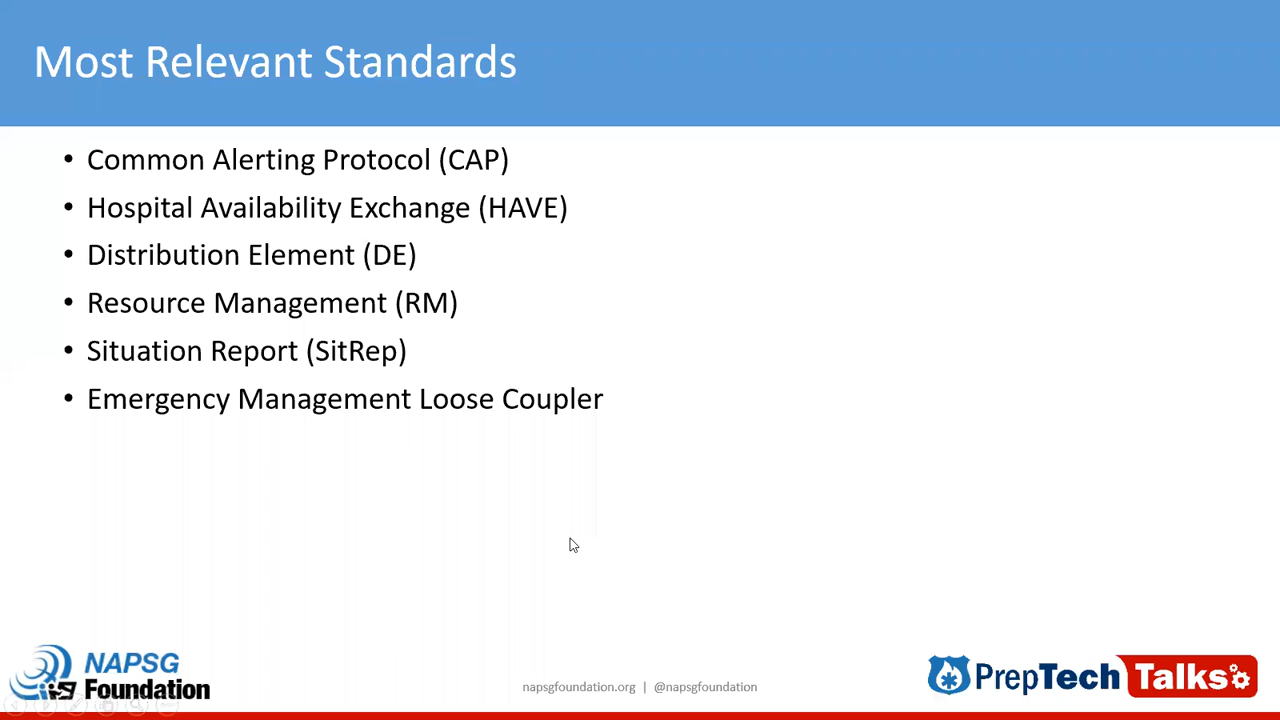 Most Relevant Standards
• Common Alerting Protocol (CAP)
• Hospital Availability Exchange (HAVE)
• Distribution Element (DE)
• Resource Management (RM)
• Situation Report (SitRep)
• Emergency Management Loose Coupler
NAPSG
Foundation
napsgfoundation.org | @napsgfoundation
PrepTech Talks